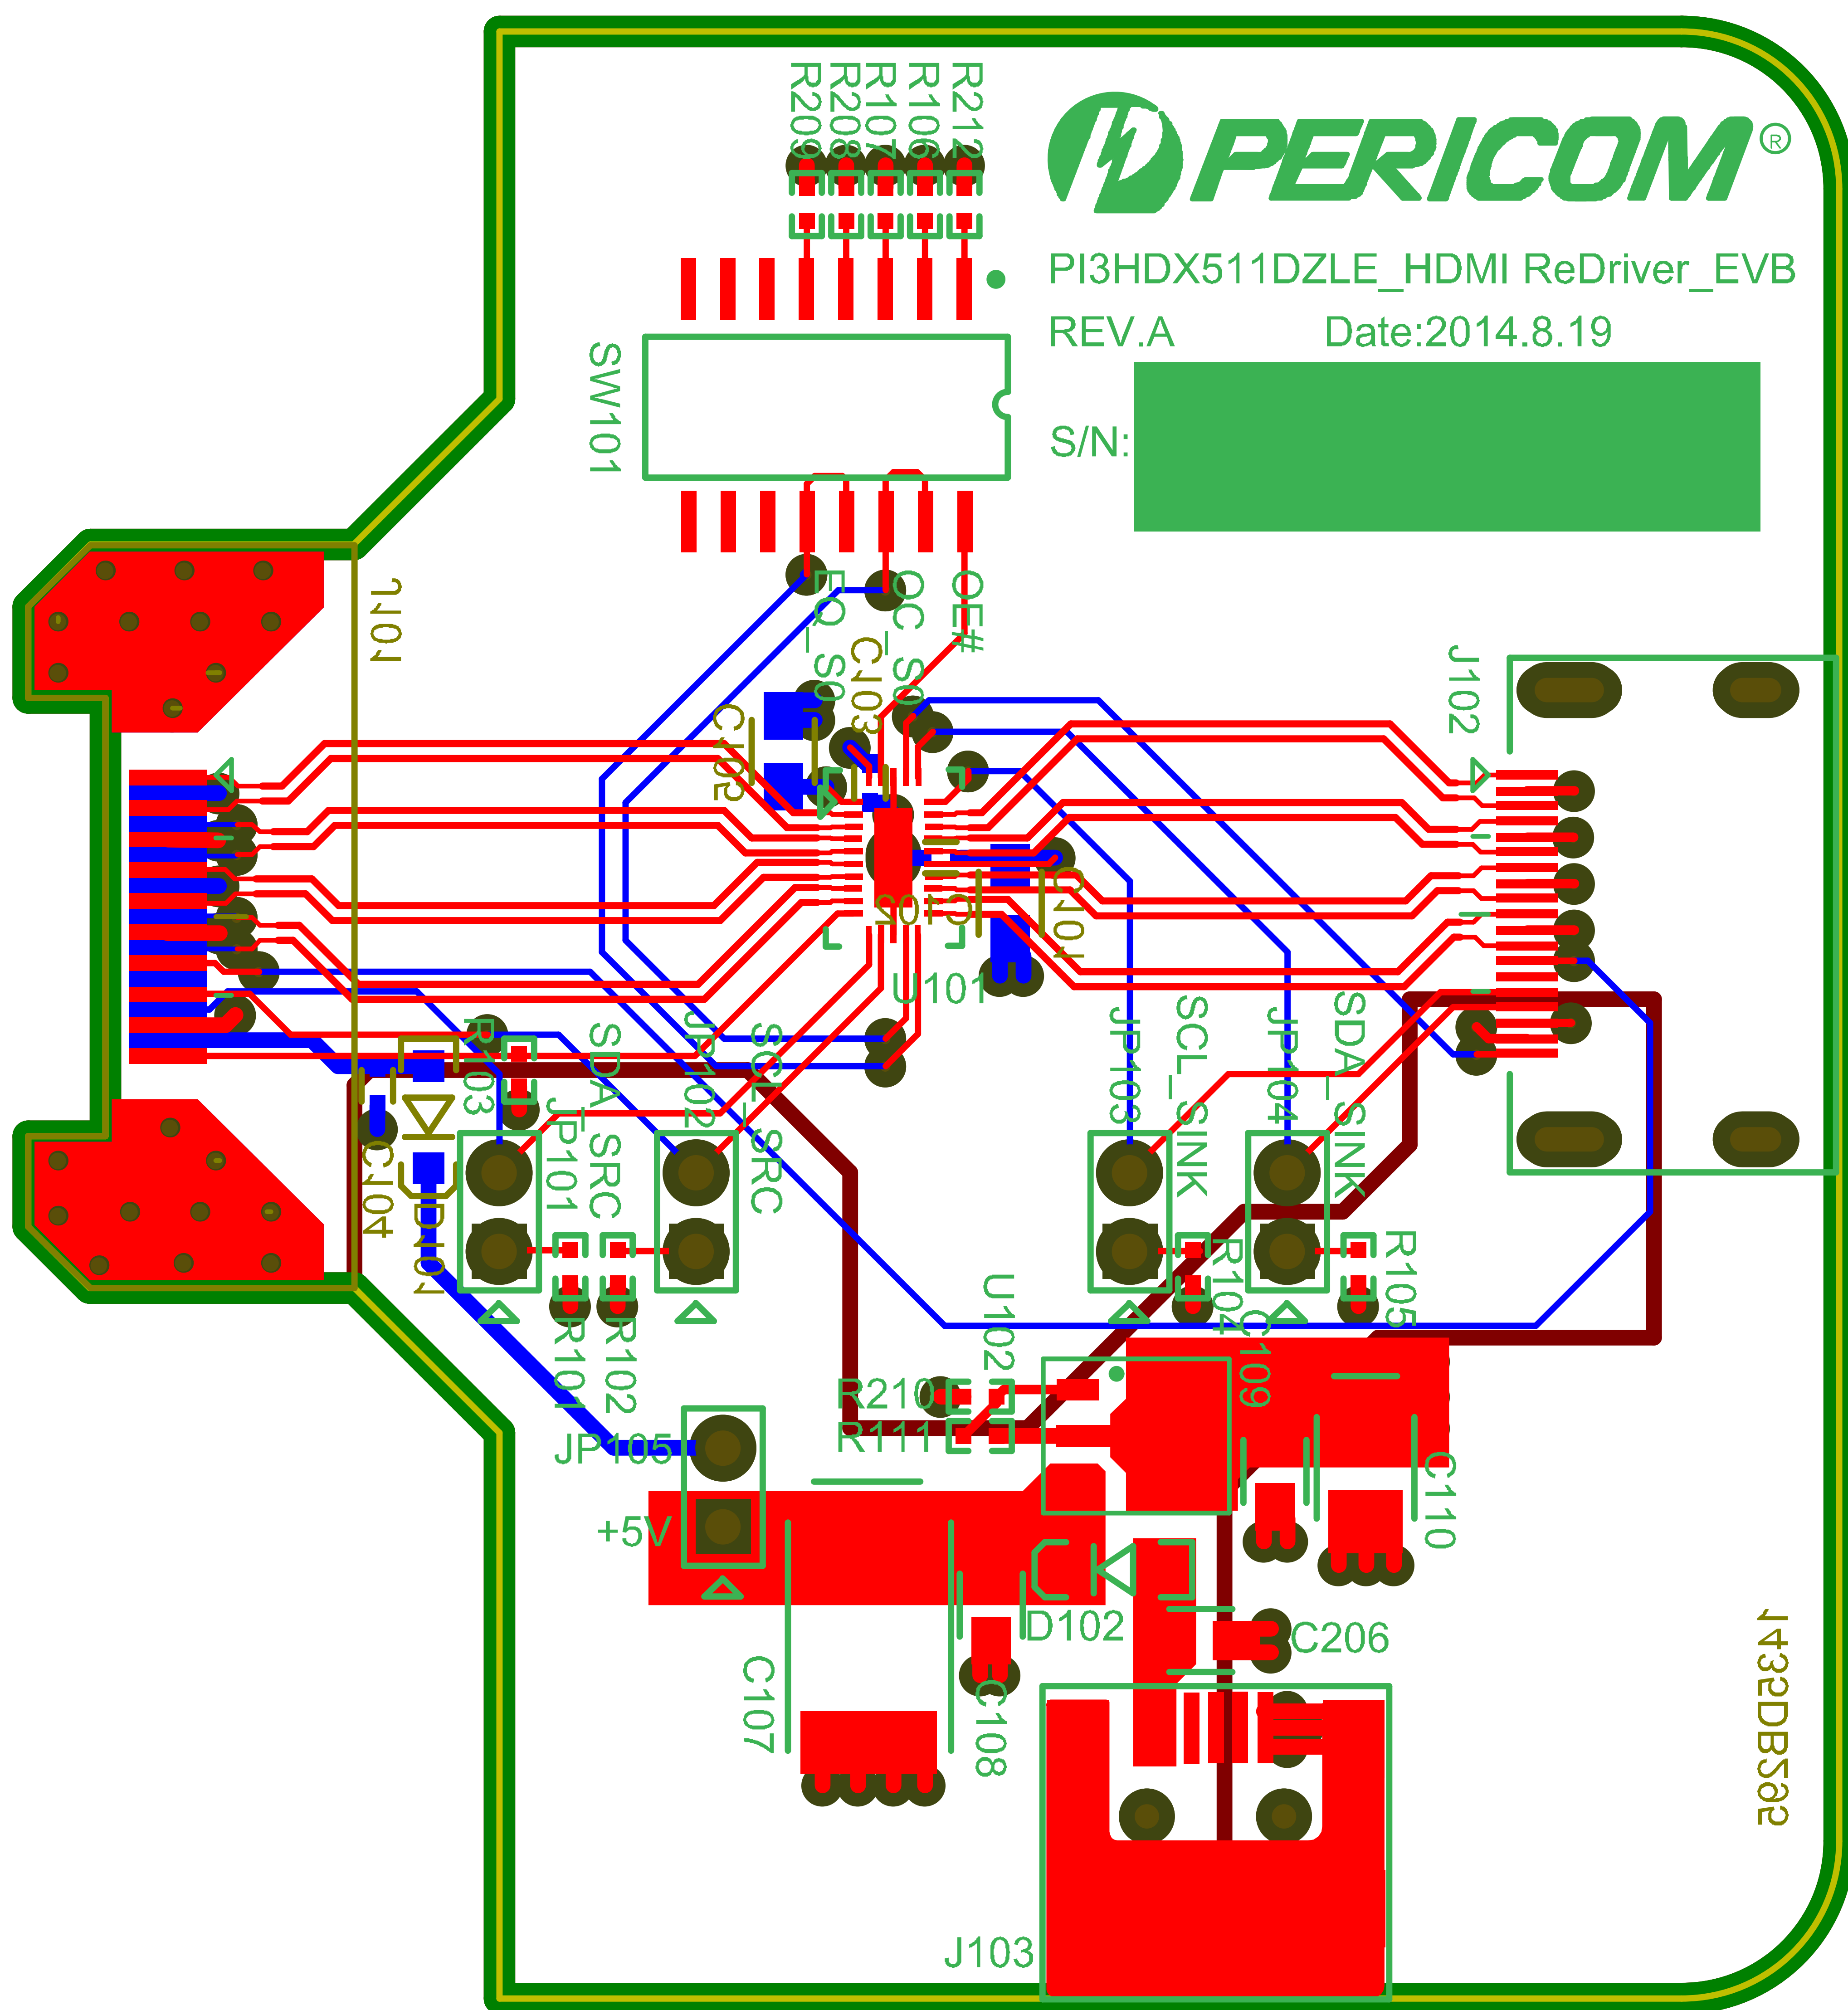 R209
R208
R107
R106
R212
PERICOM®
PI3HDX511DZLE_HDMI ReDriver_EVB
REV.A Date:2014.8.19
S/N:
SW101
EQ_S0
OC_S0
OE#
J101
C103
C105
J102
C101
C102
U101
R103
SDA_SRC
JP102
SCL_SRC
JP103
SCL_SINK
JP104
SDA_SINK
JP101
C104
D101
R101
R102
R104
R105
U102
C109
R210
R111
JP105
C110
+5V
D102
C206
C107
C108
1435DB295
J103